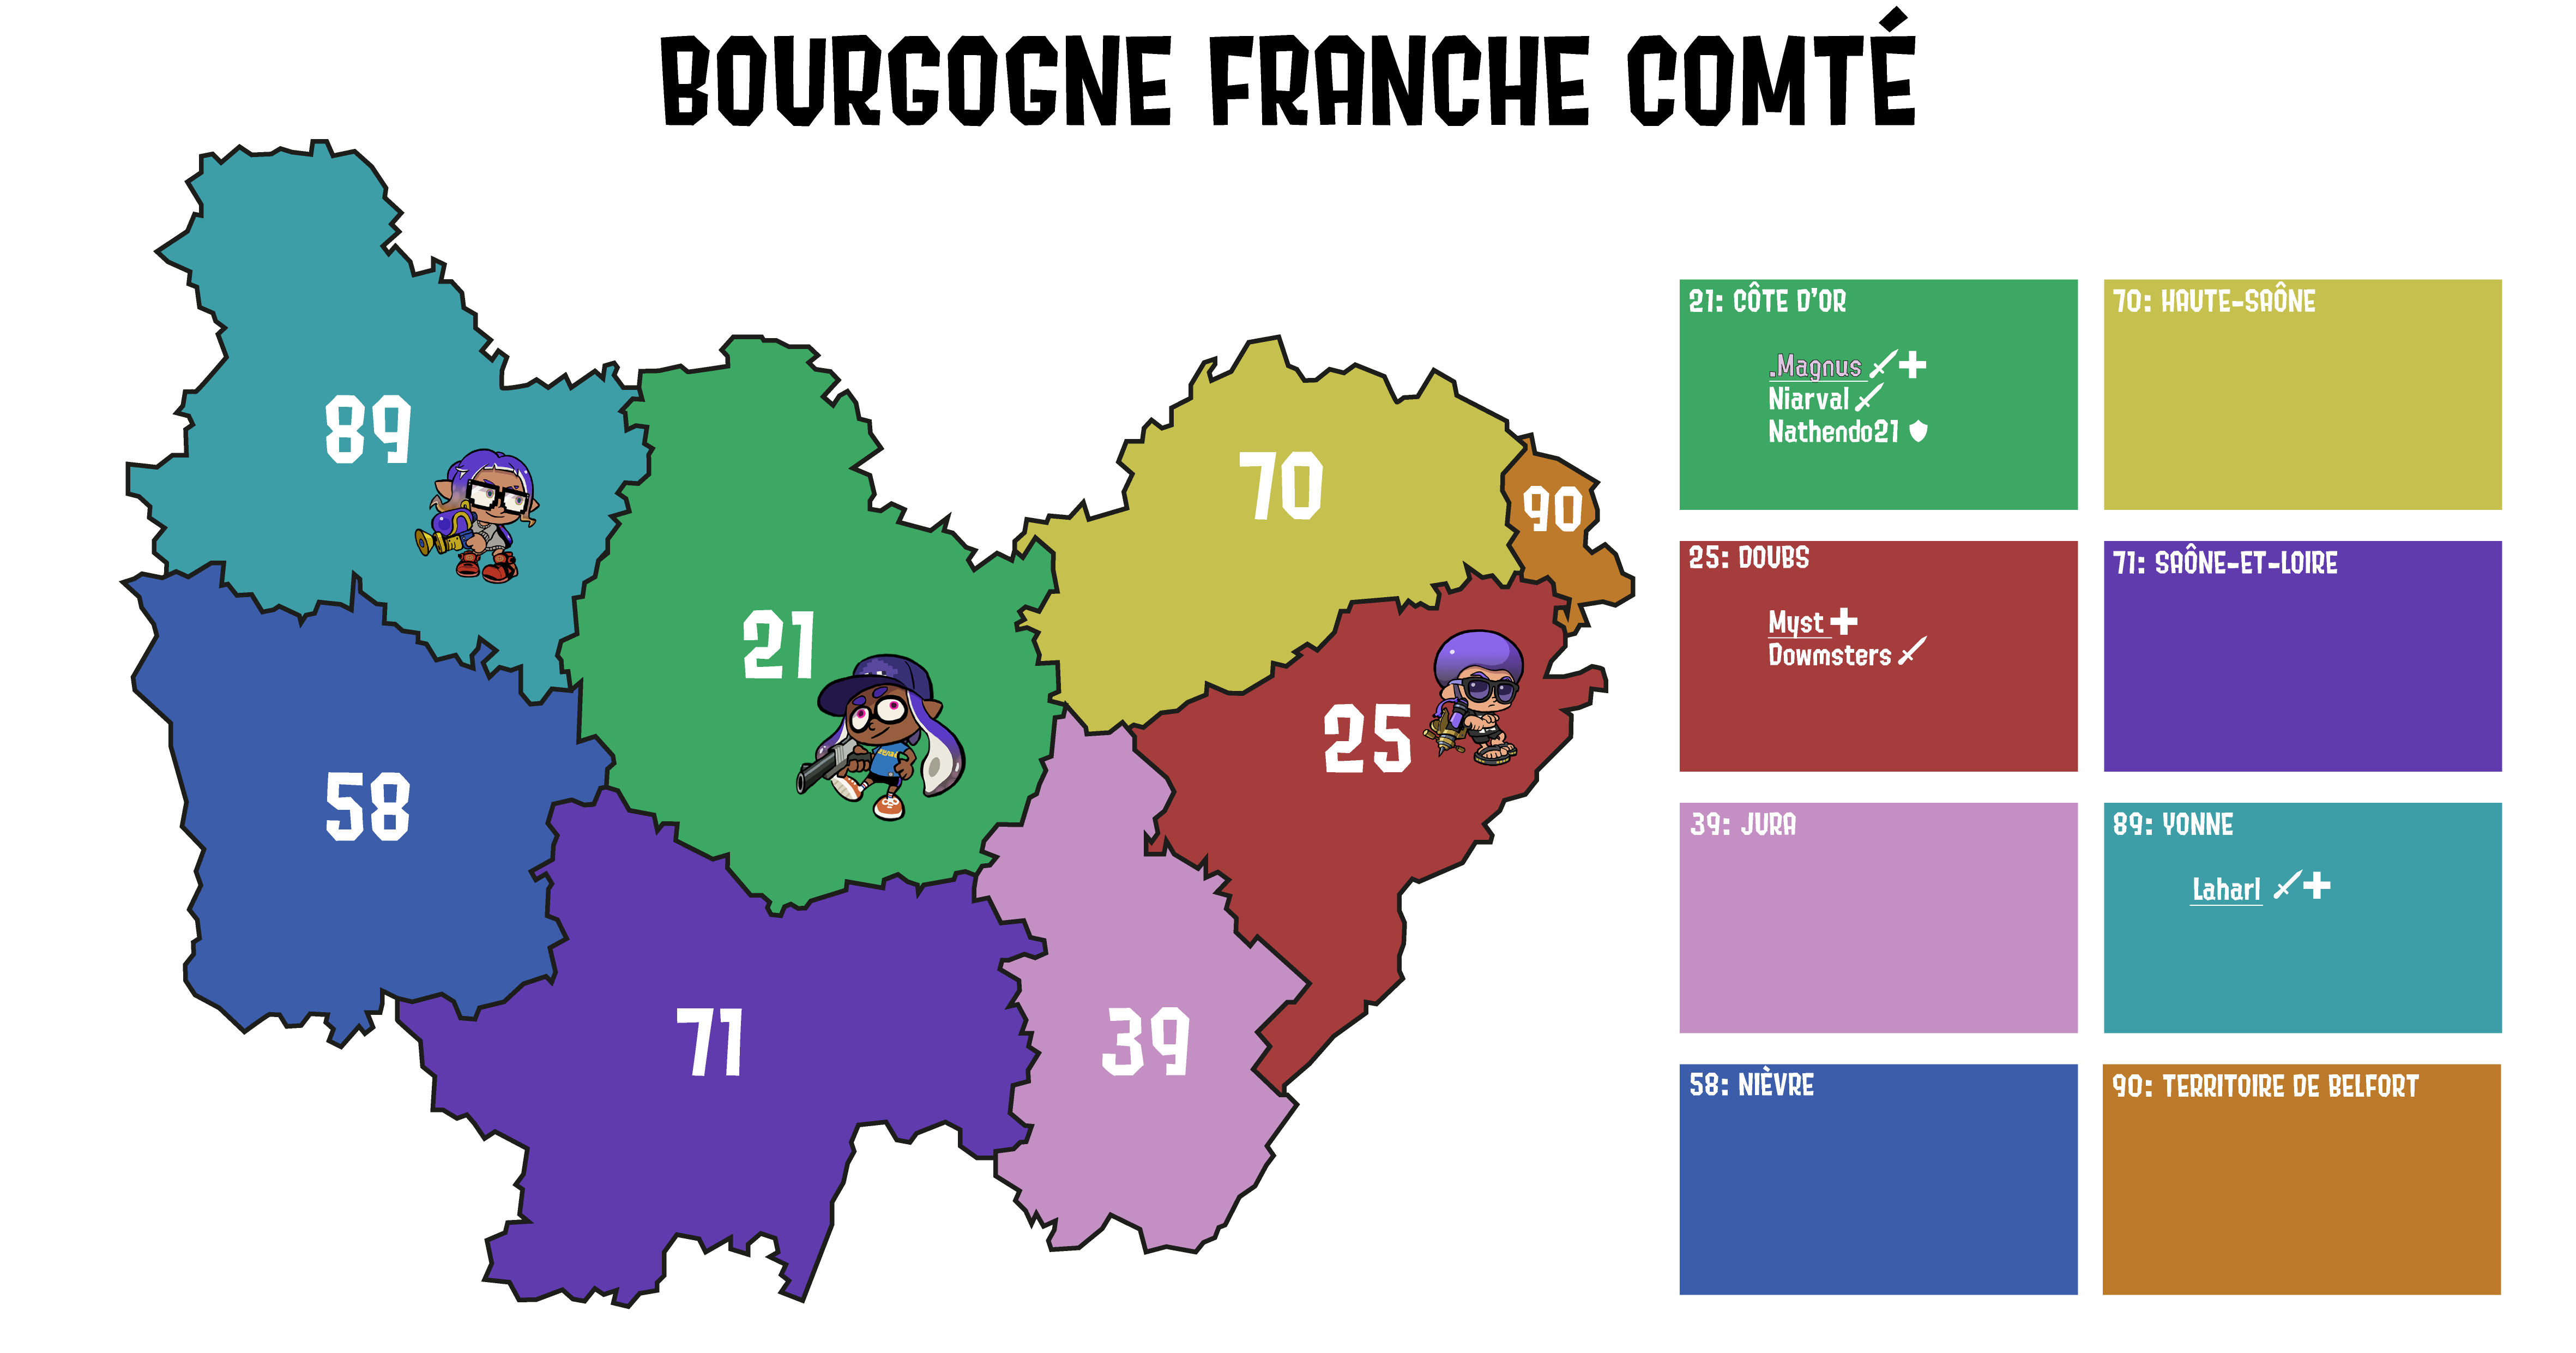 BOURGOGNE FRANCHE COMTÉ
89
21
70
90
25
58
71
39
21: CÔTE D'OR
.Magnus
Niarval
Nathendo21
70: HAUTE-SAÔNE
25: DOUBS
Myst
Dowmsters
71: SAÔNE-ET-LOIRE
39: JURA
89: YONNE
Laharl
58: NIÈVRE
90: TERRITOIRE DE BELFORT